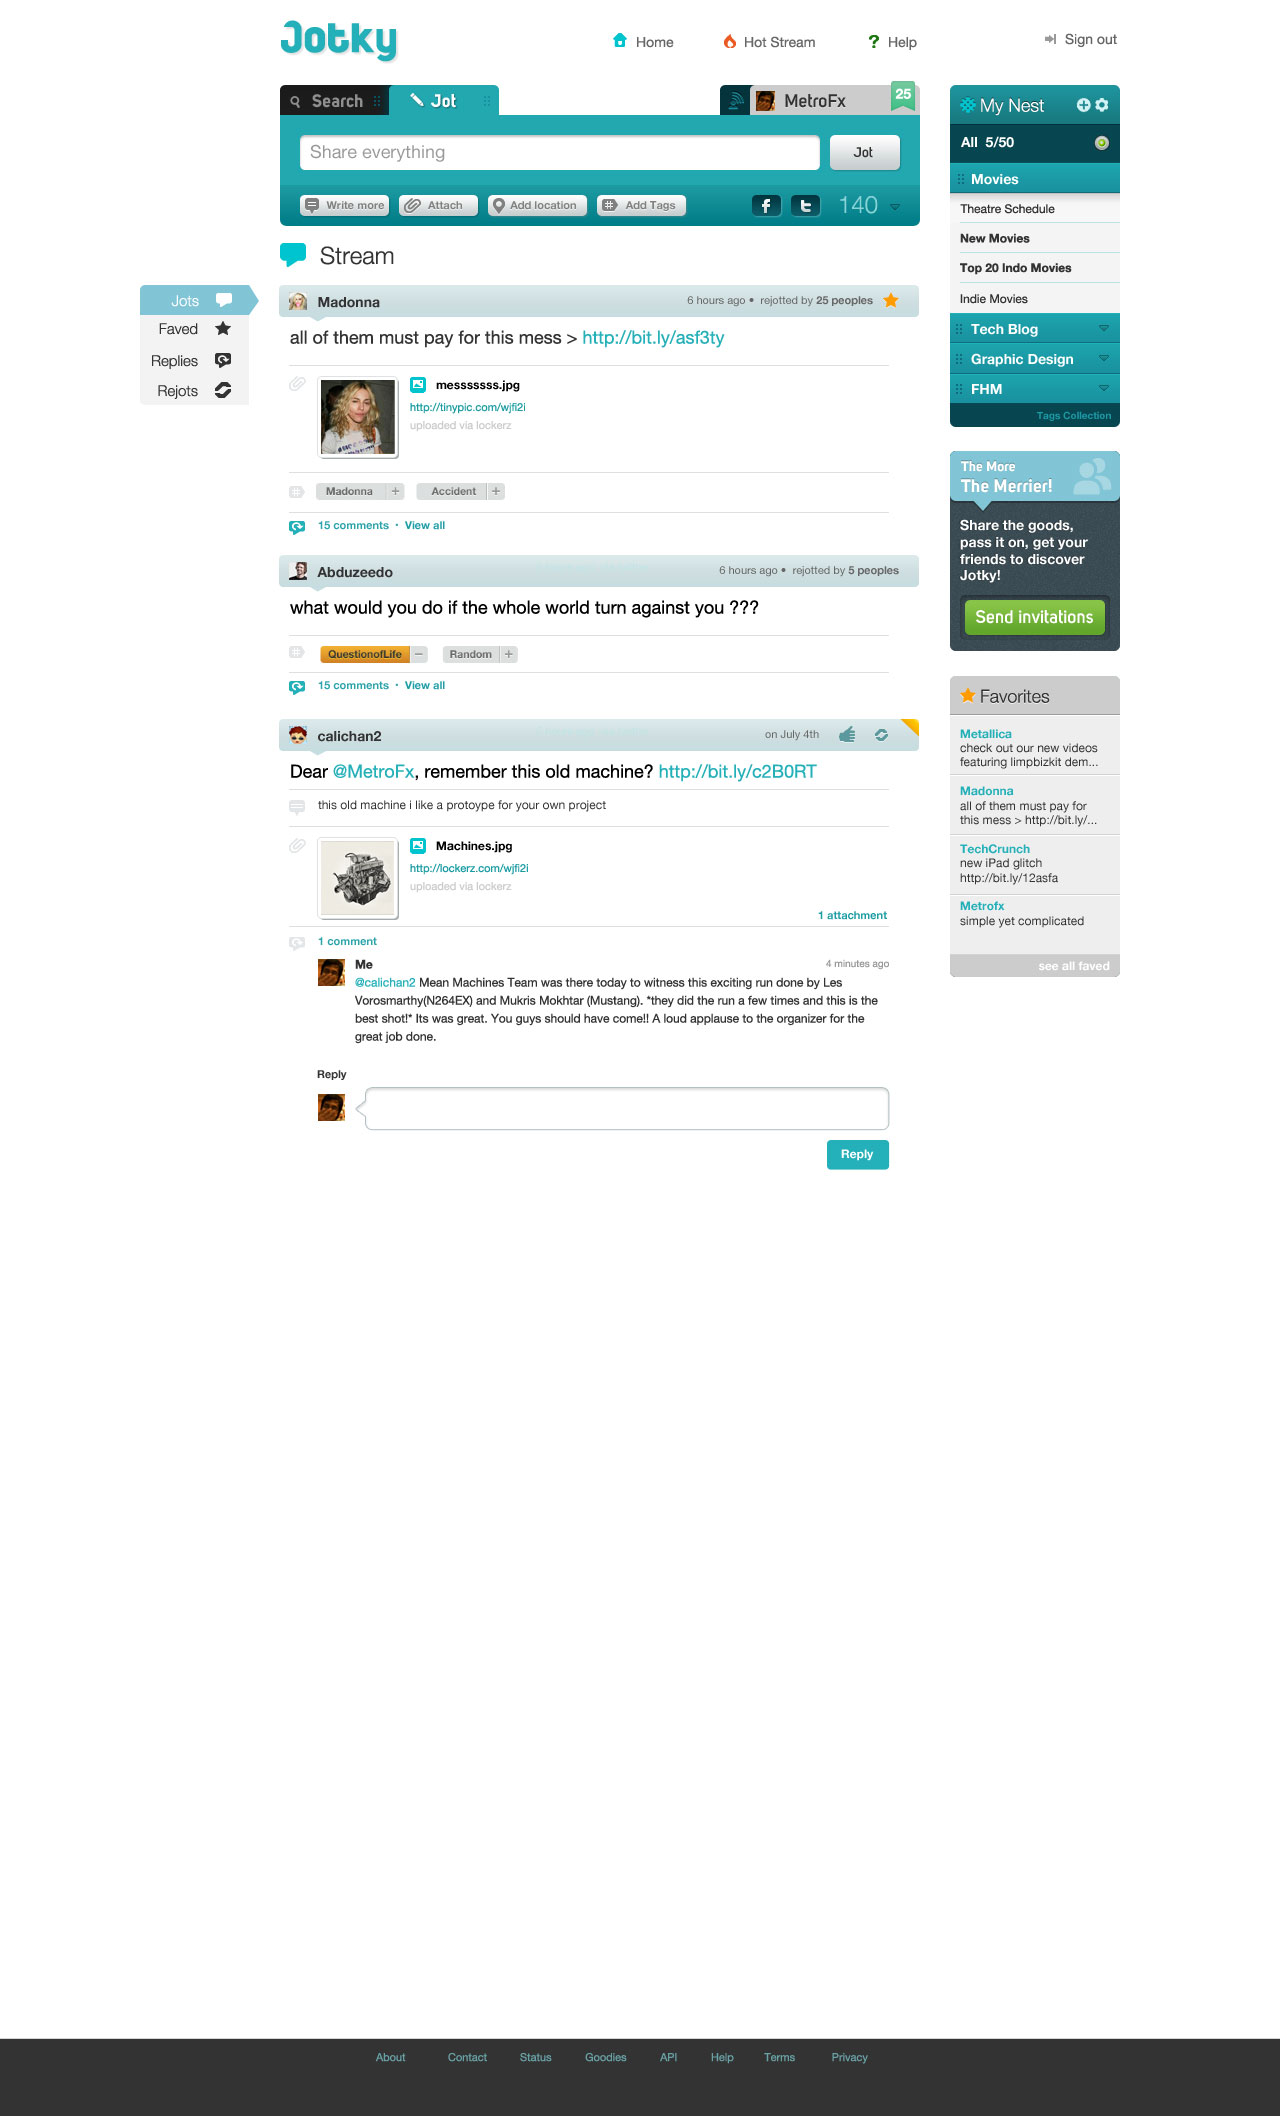 Jotky
Home
Hot Stream
? Help
Sign out
Search
Jot
MetroFx
25
Share everything
Jot
Write more
Attach
Add location
Add Tags
140
Stream
Jots
Faved
Replies
Rejots
Madonna
6 hours ago • rejotted by 25 peoples
all of them must pay for this mess > http://bit.ly/asf3ty
messsssss.jpg
http://tinypic.com/wjfi2i
uploaded via lockerz
Madonna +
Accident +
15 comments · View all
Abduzeedo
6 hours ago • rejotted by 5 peoples
what would you do if the whole world turn against you ???
QuestionofLife −
Random +
15 comments · View all
calichan2
on July 4th
Dear @MetroFx, remember this old machine? http://bit.ly/c2B0RT
this old machine i like a protoype for your own project
Machines.jpg
http://lockerz.com/wjfi2i
uploaded via lockerz
1 attachment
1 comment
Me
4 minutes ago
@calichan2 Mean Machines Team was there today to witness this exciting run done by Les
Vorosmarthy(N264EX) and Mukris Mokhtar (Mustang). *they did the run a few times and this is the
best shot!* Its was great. You guys should have come!! A loud applause to the organizer for the
great job done.
Reply
Reply
My Nest
All 5/50
Movies
Theatre Schedule
New Movies
Top 20 Indo Movies
Indie Movies
Tech Blog
Graphic Design
FHM
Tags Collection
The More
The Merrier!
Share the goods,
pass it on, get your
friends to discover
Jotky!
Send invitations
Favorites
Metallica
check out our new videos
featuring limpbizkit dem...
Madonna
all of them must pay for
this mess > http://bit.ly/...
TechCrunch
new iPad glitch
http://bit.ly/12asfa
Metrofx
simple yet complicated
see all faved
About
Contact
Status
Goodies
API
Help
Terms
Privacy